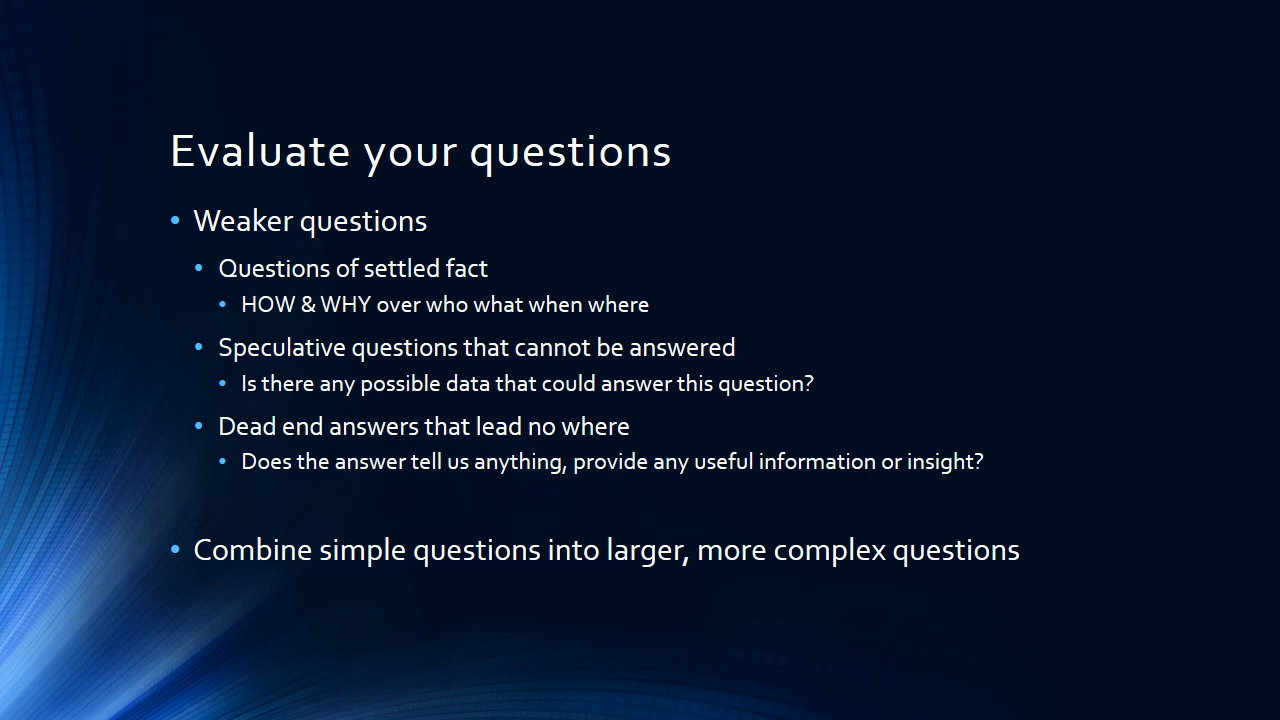 Evaluate your questions
• Weaker questions
• Questions of settled fact
• HOW & WHY over who what when where
• Speculative questions that cannot be answered
• Is there any possible data that could answer this question?
• Dead end answers that lead no where
• Does the answer tell us anything, provide any useful information or insight?
• Combine simple questions into larger, more complex questions